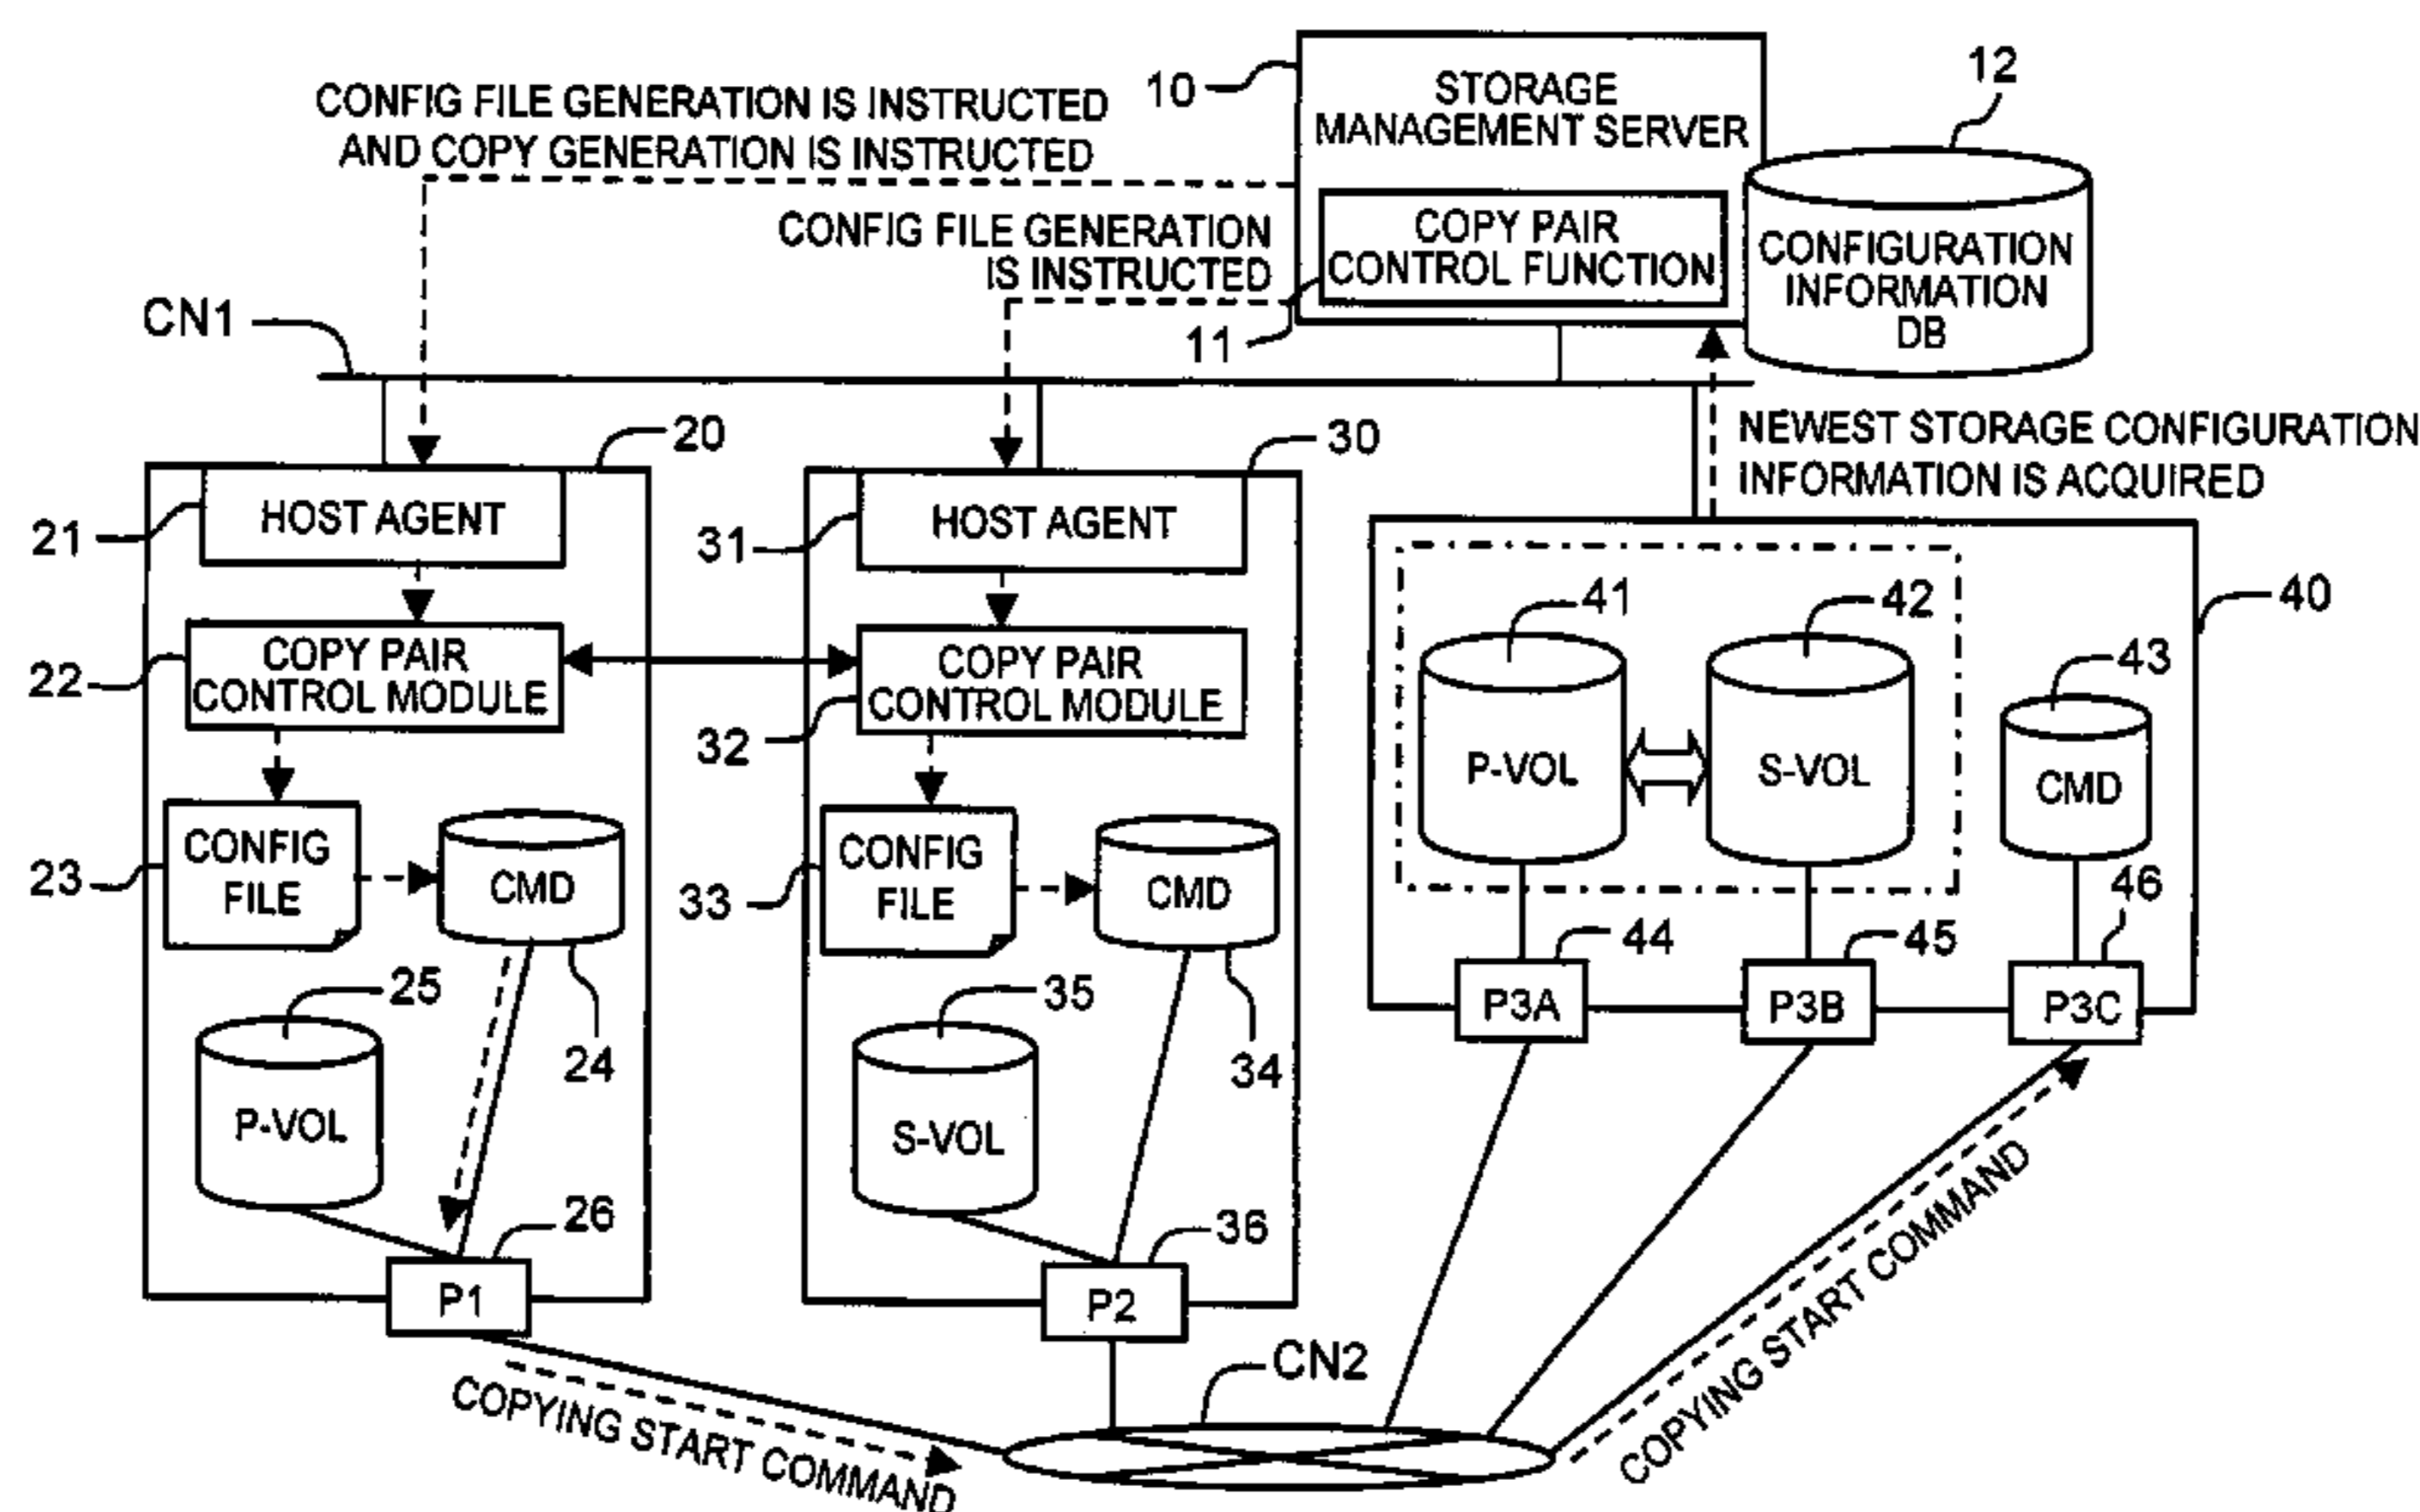 10
STORAGE
MANAGEMENT SERVER
12
CONFIG FILE GENERATION IS INSTRUCTED
AND COPY GENERATION IS INSTRUCTED
CONFIG FILE GENERATION
IS INSTRUCTED
COPY PAIR
CONTROL FUNCTION
11
CONFIGURATION
INFORMATION
DB
CN1
NEWEST STORAGE CONFIGURATION
INFORMATION IS ACQUIRED
20
21
HOST AGENT
22
COPY PAIR
CONTROL MODULE
23
CONFIG
FILE
CMD
24
25
P-VOL
26
P1
30
31
HOST AGENT
32
COPY PAIR
CONTROL MODULE
33
CONFIG
FILE
CMD
34
35
S-VOL
36
P2
40
41
P-VOL
42
S-VOL
43
CMD
44
P3A
45
P3B
46
P3C
CN2
COPYING START COMMAND
COPYING START COMMAND